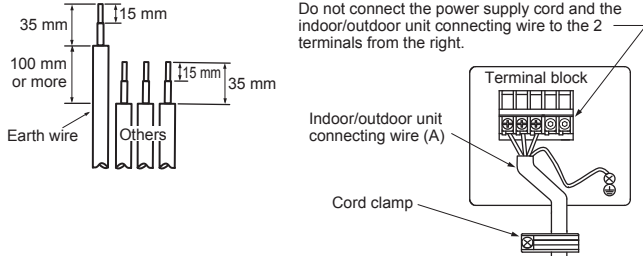 15 mm
35 mm
100 mm
or more
15 mm
35 mm
Earth wire
Others
Do not connect the power supply cord and the
indoor/outdoor unit connecting wire to the 2
terminals from the right.
Terminal block
Indoor/outdoor unit
connecting wire (A)
Cord clamp